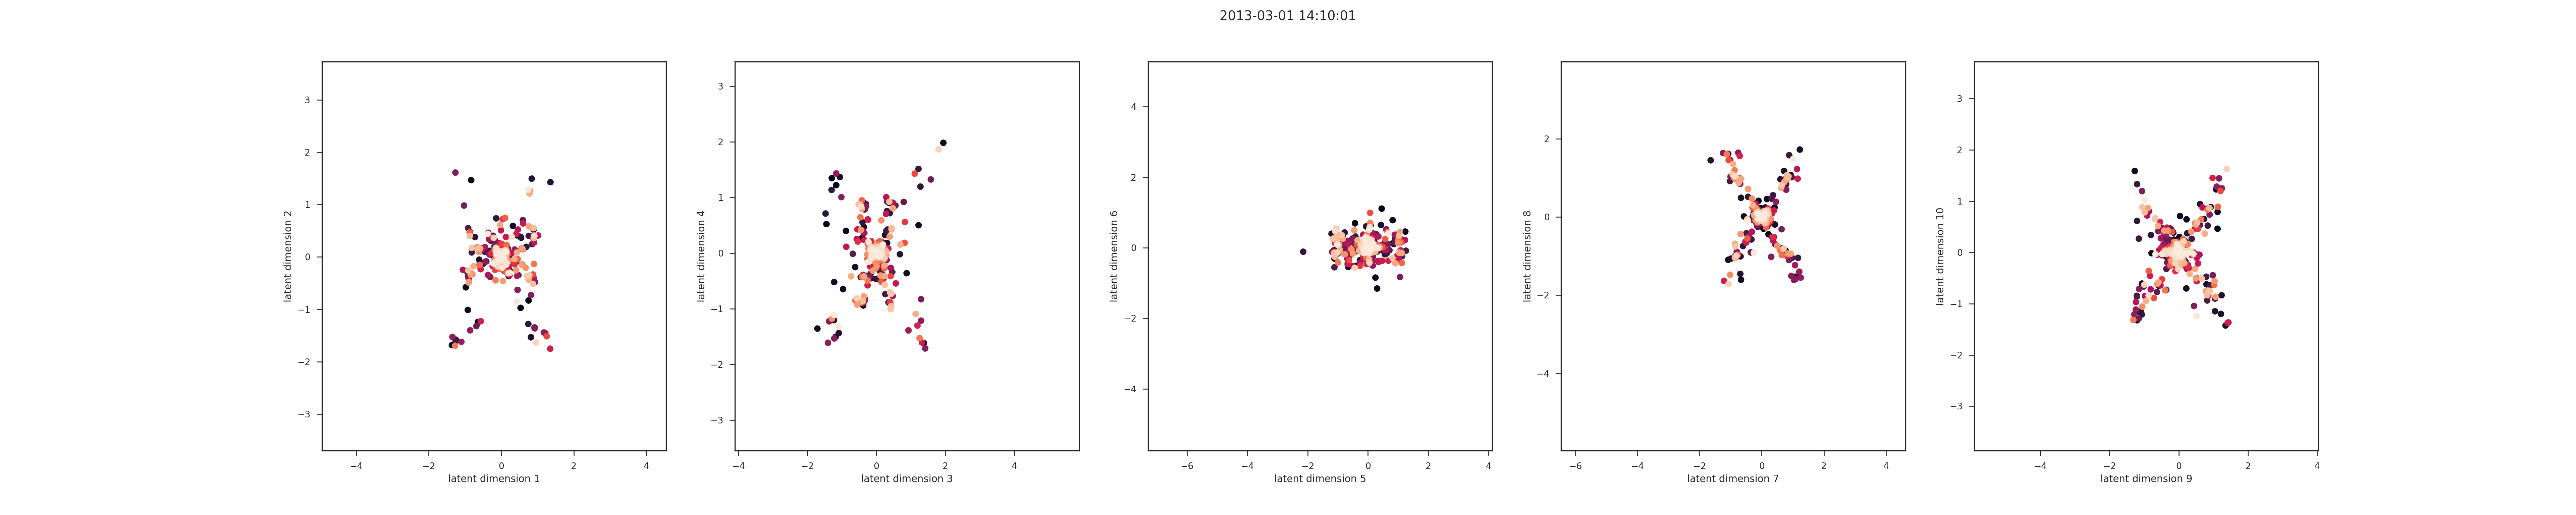 2013-03-01 14:10:01
latent dimension 2
3
2
1
0
−1
−2
−3
−4 −2 0 2 4
latent dimension 1
latent dimension 4
3
2
1
0
−1
−2
−3
−4 −2 0 2 4
latent dimension 3
latent dimension 6
4
2
0
−2
−4
−6 −4 −2 0 2 4
latent dimension 5
latent dimension 8
2
0
−2
−4
−6 −4 −2 0 2 4
latent dimension 7
latent dimension 10
3
2
1
0
−1
−2
−3
−4 −2 0 2 4
latent dimension 9